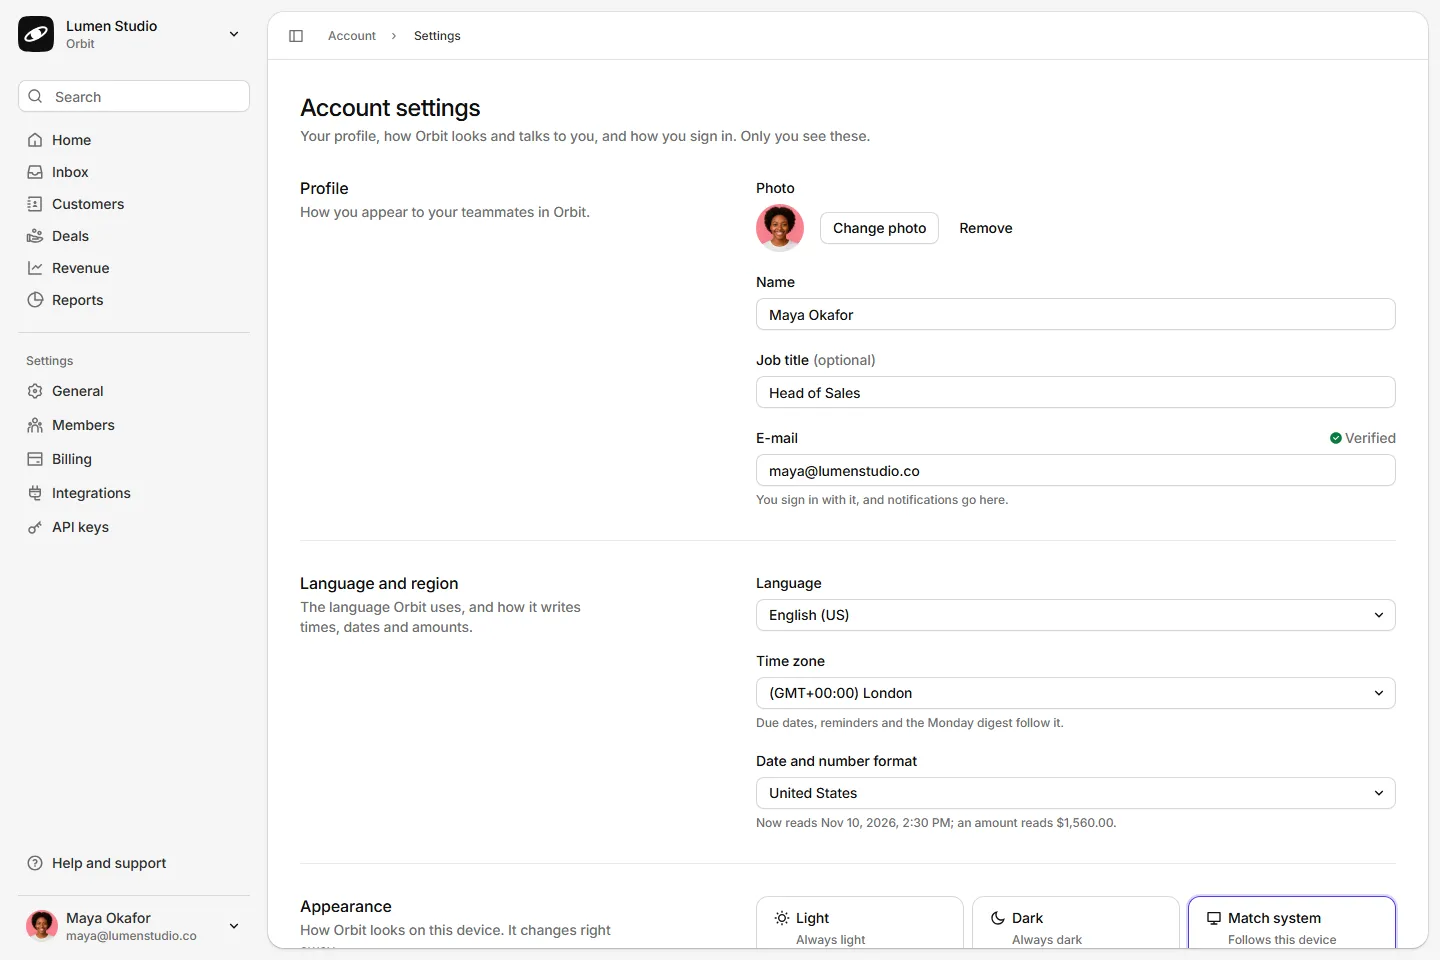 Lumen Studio
Orbit
Search
Home
Inbox
Customers
Deals
Revenue
Reports
Settings
General
Members
Billing
Integrations
API keys
Help and support
Maya Okafor
maya@lumenstudio.co
Account › Settings
Account settings
Your profile, how Orbit looks and talks to you, and how you sign in. Only you see these.
Profile
How you appear to your teammates in Orbit.
Photo
Change photo
Remove
Name
Maya Okafor
Job title (optional)
Head of Sales
E-mail
Verified
maya@lumenstudio.co
You sign in with it, and notifications go here.
Language and region
The language Orbit uses, and how it writes
times, dates and amounts.
Language
English (US)
Time zone
(GMT+00:00) London
Due dates, reminders and the Monday digest follow it.
Date and number format
United States
Now reads Nov 10, 2026, 2:30 PM; an amount reads $1,560.00.
Appearance
How Orbit looks on this device. It changes right
Light
Always light
Dark
Always dark
Match system
Follows this device